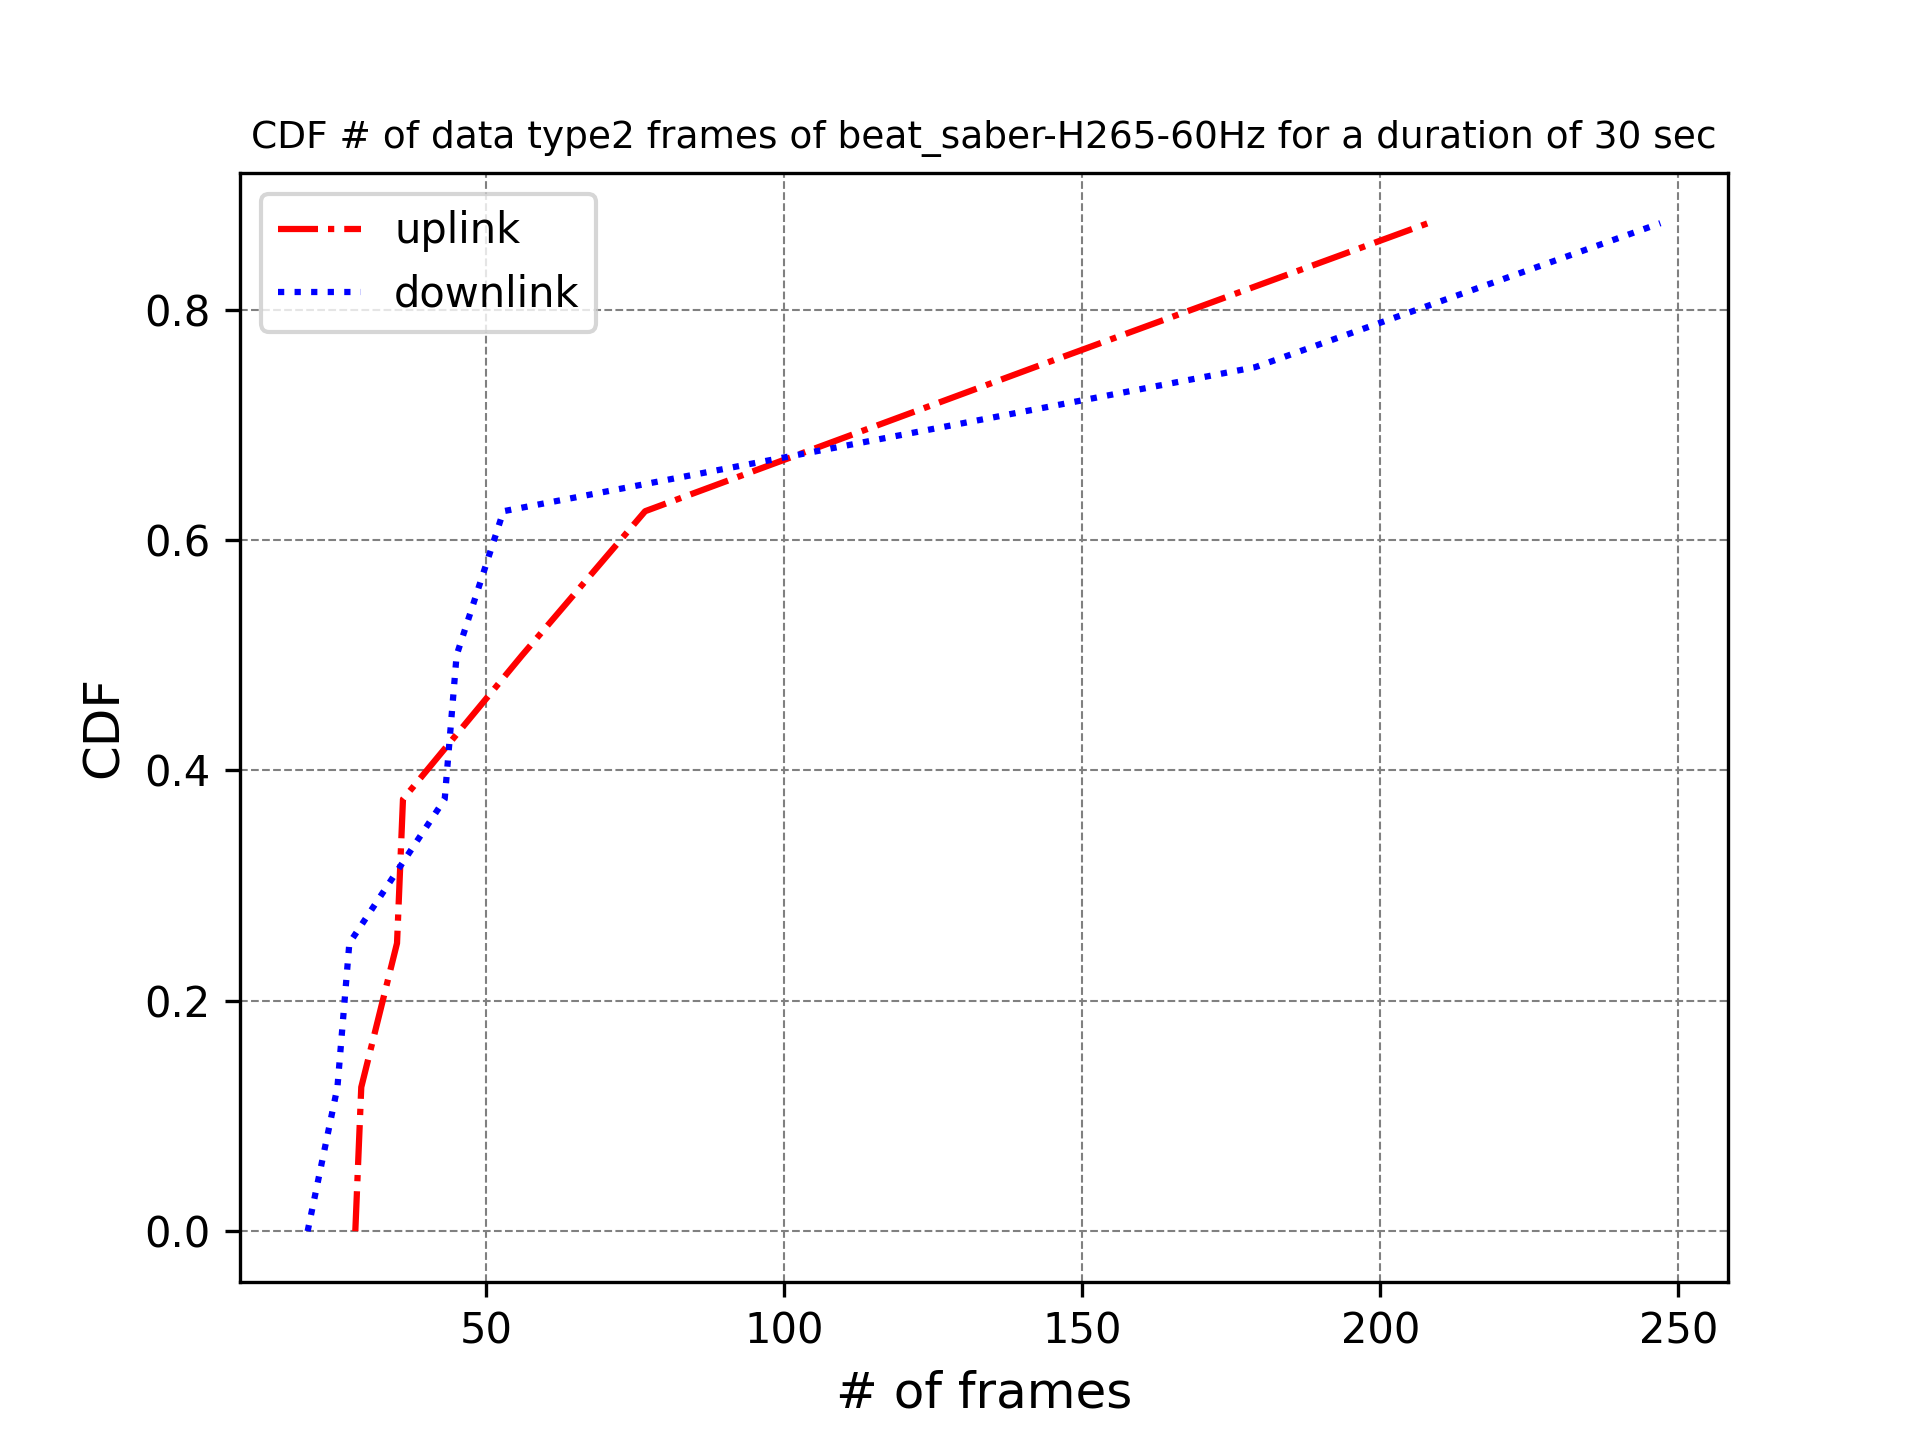 CDF # of data type2 frames of beat_saber-H265-60Hz for a duration of 30 sec
uplink
downlink
0.8
0.6
0.4
0.2
0.0
CDF
50 100 150 200 250
# of frames